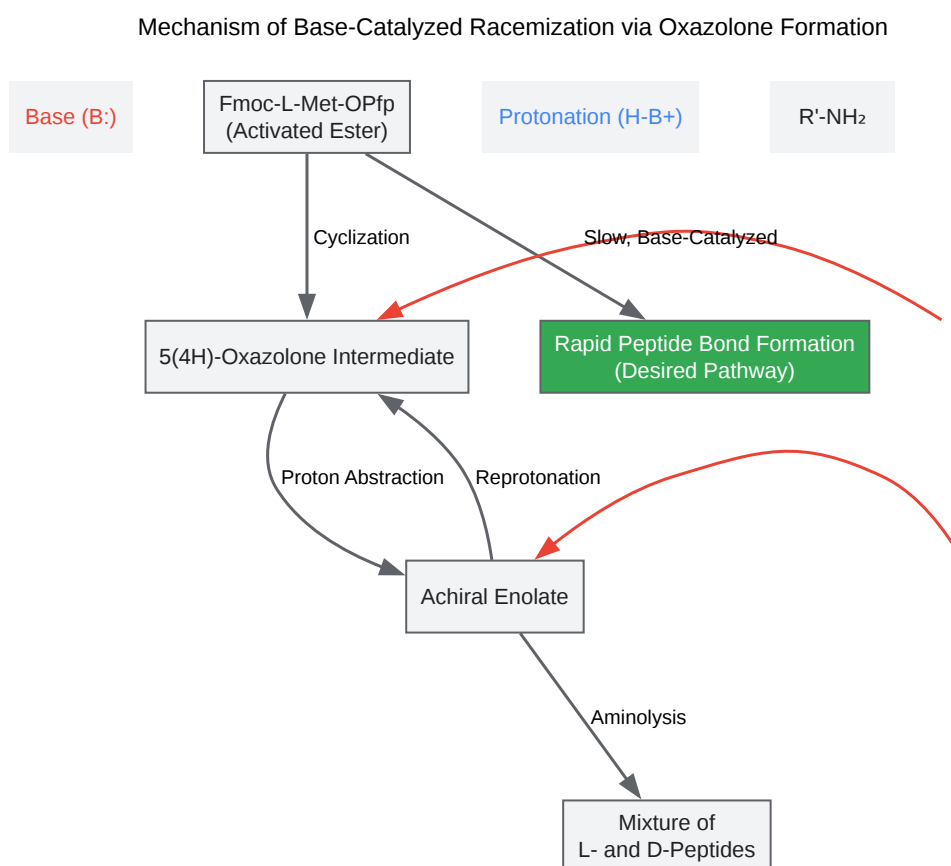 Mechanism of Base-Catalyzed Racemization via Oxazolone Formation
Base (B:)
Fmoc-L-Met-OPfp
(Activated Ester)
Protonation (H-B+)
R'-NH₂
Cyclization
Slow, Base-Catalyzed
5(4H)-Oxazolone Intermediate
Rapid Peptide Bond Formation
(Desired Pathway)
Proton Abstraction
Reprotonation
Achiral Enolate
Aminolysis
Mixture of
L- and D-Peptides